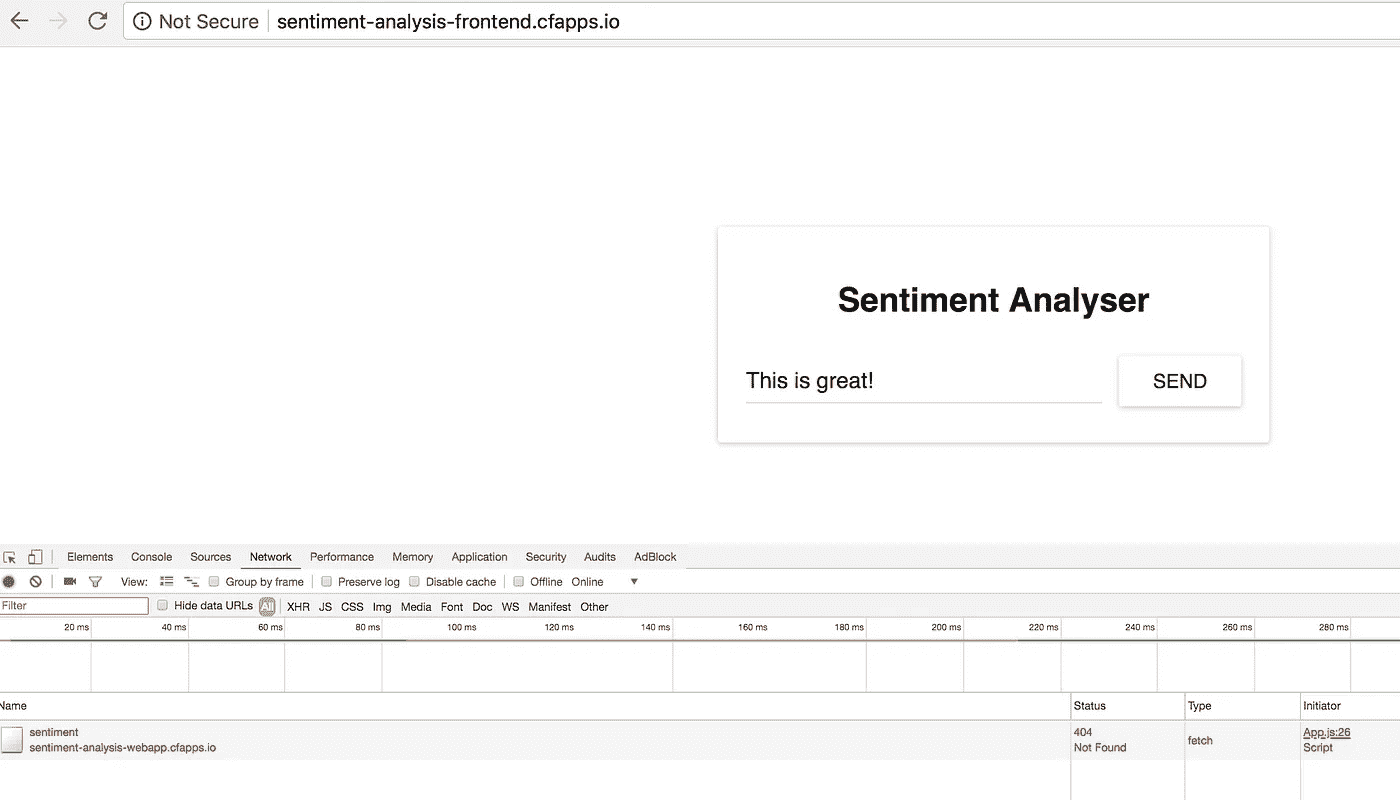 Not Secure sentiment-analysis-frontend.cfapps.io
Sentiment Analyser
This is great! SEND
Elements Console Sources Network Performance Memory Application Security Audits AdBlock
View: Group by frame Preserve log Disable cache Offline Online
Filter Hide data URLs All XHR JS CSS Img Media Font Doc WS Manifest Other
20 ms 40 ms 60 ms 80 ms 100 ms 120 ms 140 ms 160 ms 180 ms 200 ms 220 ms 240 ms 260 ms 280 ms
Name Status Type Initiator
sentiment 404 fetch App.js:26
sentiment-analysis-webapp.cfapps.io Not Found Script